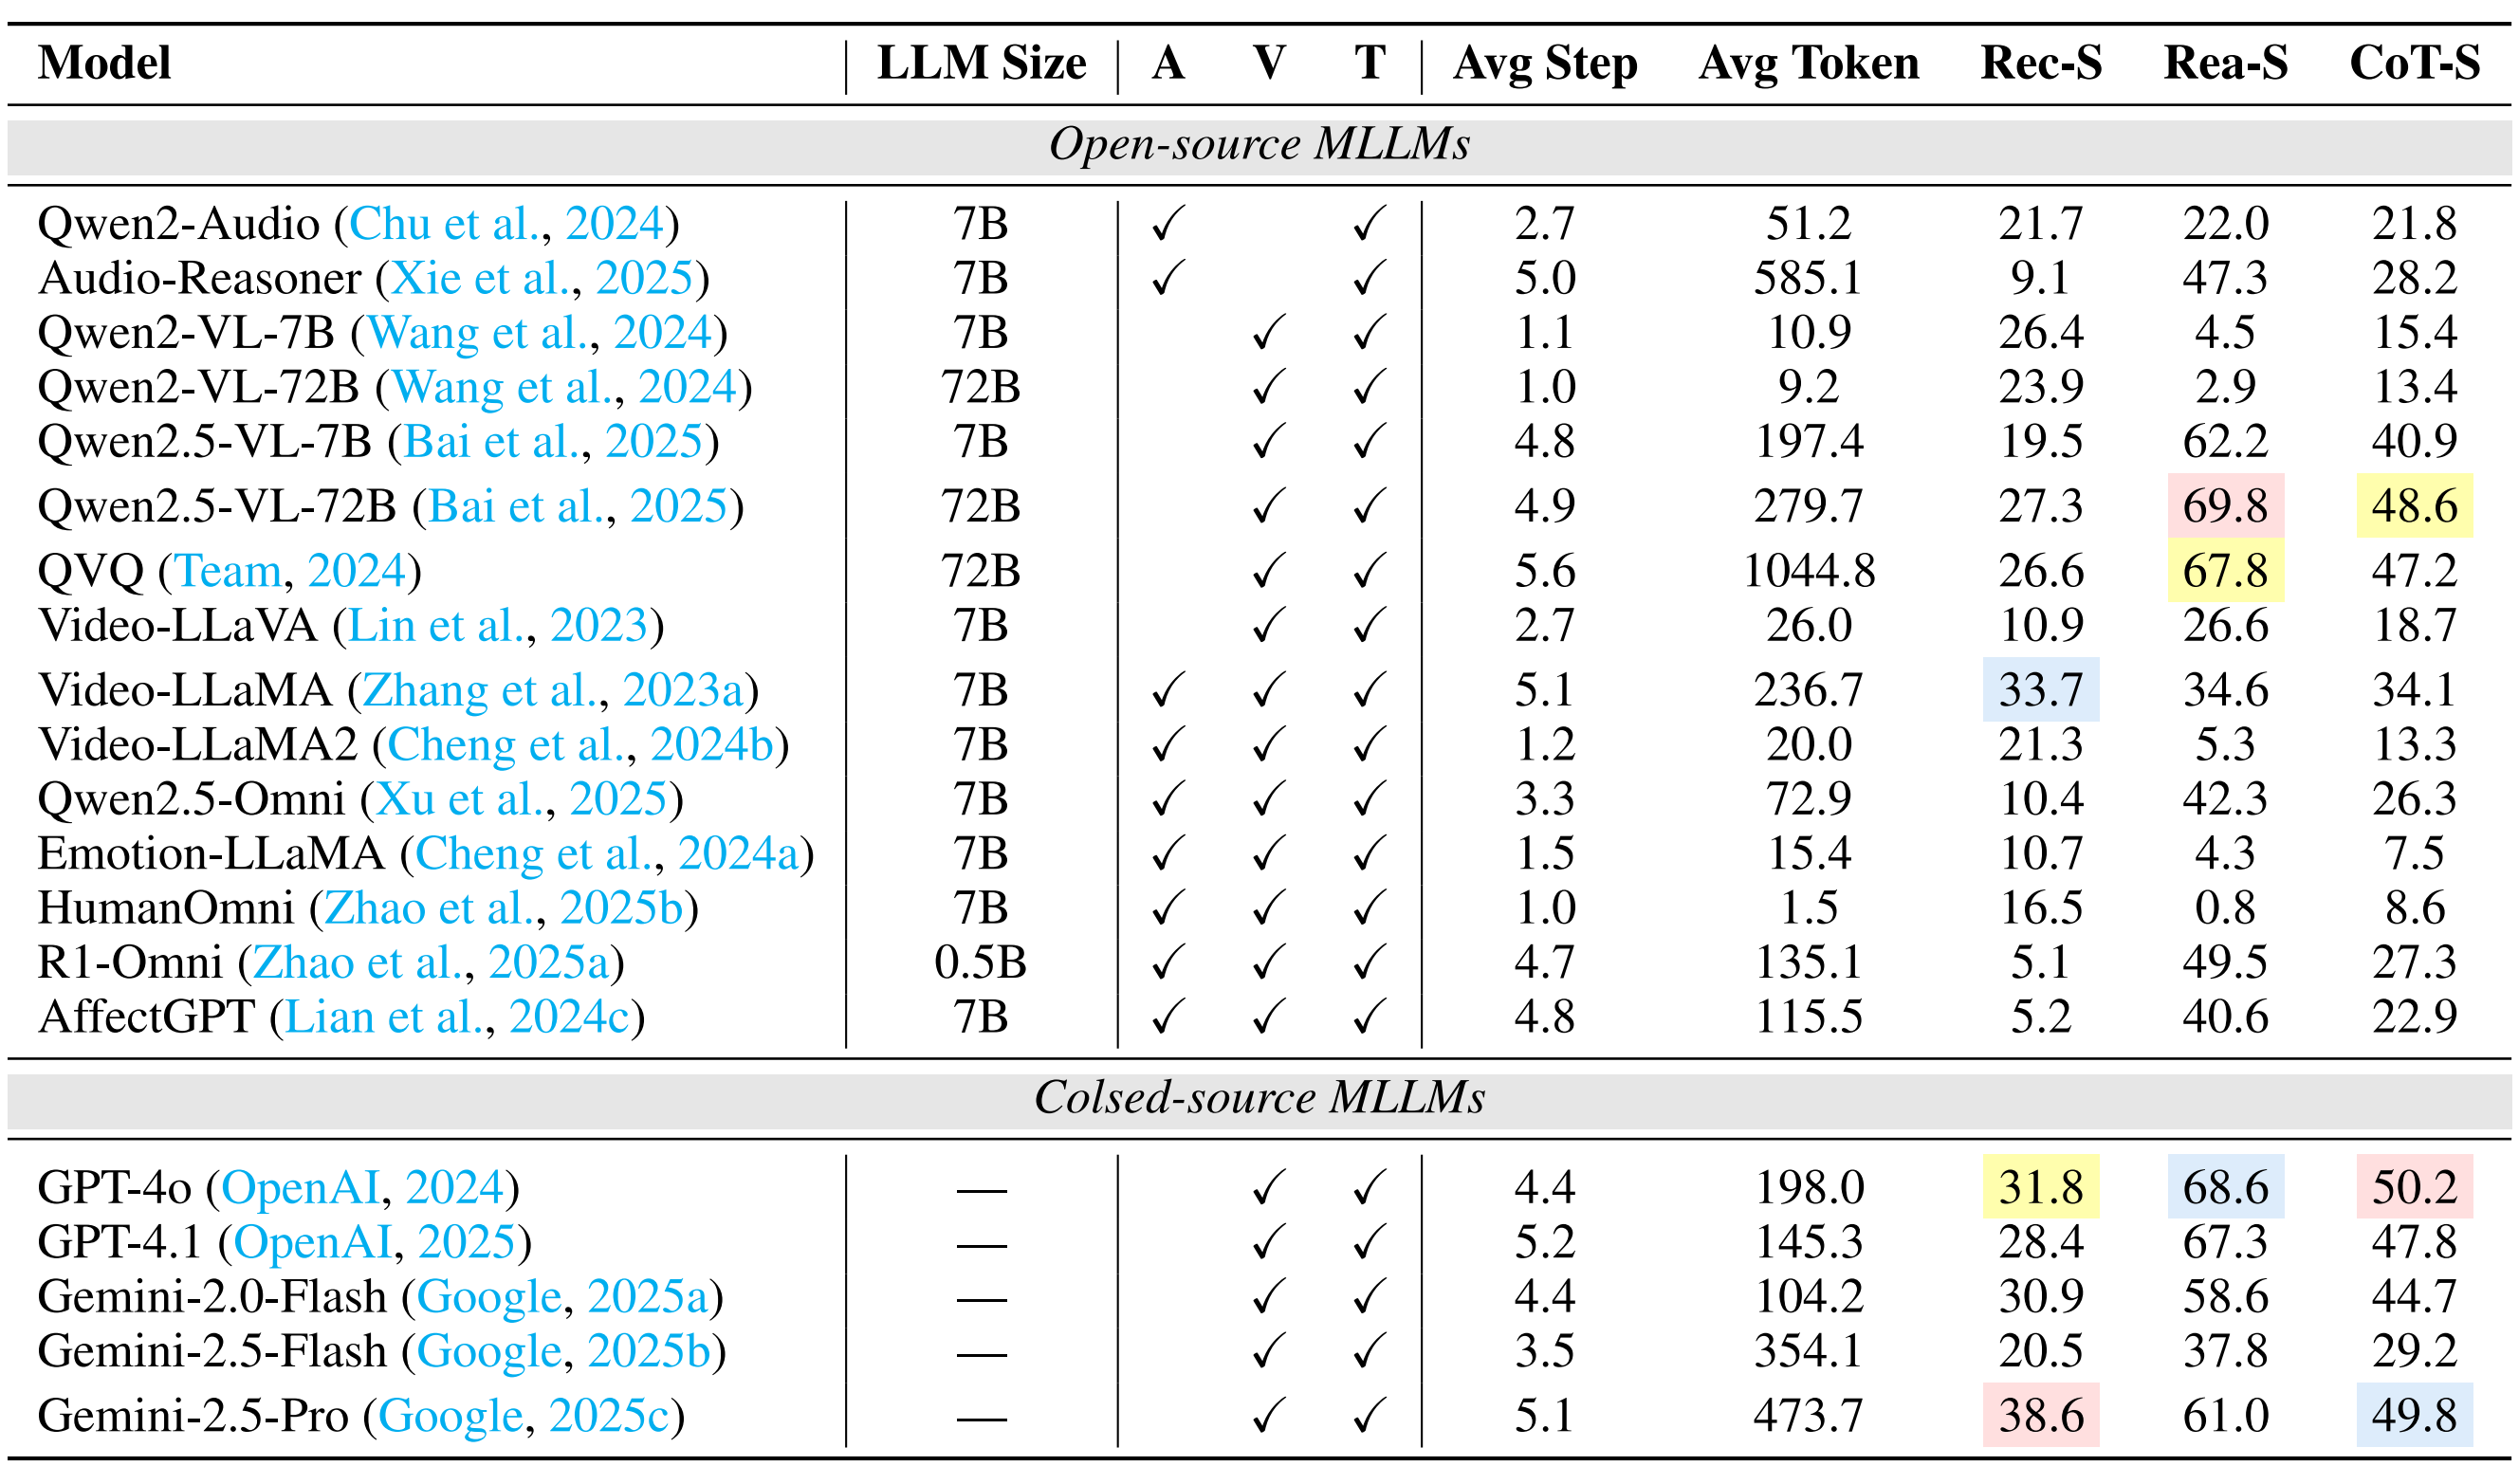 Model LLM Size A V T Avg Step Avg Token Rec-S Rea-S CoT-S
Open-source MLLMs
Qwen2-Audio (Chu et al., 2024) 7B ✓ ✓ 2.7 51.2 21.7 22.0 21.8
Audio-Reasoner (Xie et al., 2025) 7B ✓ ✓ 5.0 585.1 9.1 47.3 28.2
Qwen2-VL-7B (Wang et al., 2024) 7B ✓ ✓ 1.1 10.9 26.4 4.5 15.4
Qwen2-VL-72B (Wang et al., 2024) 72B ✓ ✓ 1.0 9.2 23.9 2.9 13.4
Qwen2.5-VL-7B (Bai et al., 2025) 7B ✓ ✓ 4.8 197.4 19.5 62.2 40.9
Qwen2.5-VL-72B (Bai et al., 2025) 72B ✓ ✓ 4.9 279.7 27.3 69.8 48.6
QVQ (Team, 2024) 72B ✓ ✓ 5.6 1044.8 26.6 67.8 47.2
Video-LLaVA (Lin et al., 2023) 7B ✓ ✓ 2.7 26.0 10.9 26.6 18.7
Video-LLaMA (Zhang et al., 2023a) 7B ✓ ✓ ✓ 5.1 236.7 33.7 34.6 34.1
Video-LLaMA2 (Cheng et al., 2024b) 7B ✓ ✓ ✓ 1.2 20.0 21.3 5.3 13.3
Qwen2.5-Omni (Xu et al., 2025) 7B ✓ ✓ ✓ 3.3 72.9 10.4 42.3 26.3
Emotion-LLaMA (Cheng et al., 2024a) 7B ✓ ✓ ✓ 1.5 15.4 10.7 4.3 7.5
HumanOmni (Zhao et al., 2025b) 7B ✓ ✓ ✓ 1.0 1.5 16.5 0.8 8.6
R1-Omni (Zhao et al., 2025a) 0.5B ✓ ✓ ✓ 4.7 135.1 5.1 49.5 27.3
AffectGPT (Lian et al., 2024c) 7B ✓ ✓ ✓ 4.8 115.5 5.2 40.6 22.9
Colsed-source MLLMs
GPT-4o (OpenAI, 2024) — ✓ ✓ 4.4 198.0 31.8 68.6 50.2
GPT-4.1 (OpenAI, 2025) — ✓ ✓ 5.2 145.3 28.4 67.3 47.8
Gemini-2.0-Flash (Google, 2025a) — ✓ ✓ 4.4 104.2 30.9 58.6 44.7
Gemini-2.5-Flash (Google, 2025b) — ✓ ✓ 3.5 354.1 20.5 37.8 29.2
Gemini-2.5-Pro (Google, 2025c) — ✓ ✓ 5.1 473.7 38.6 61.0 49.8